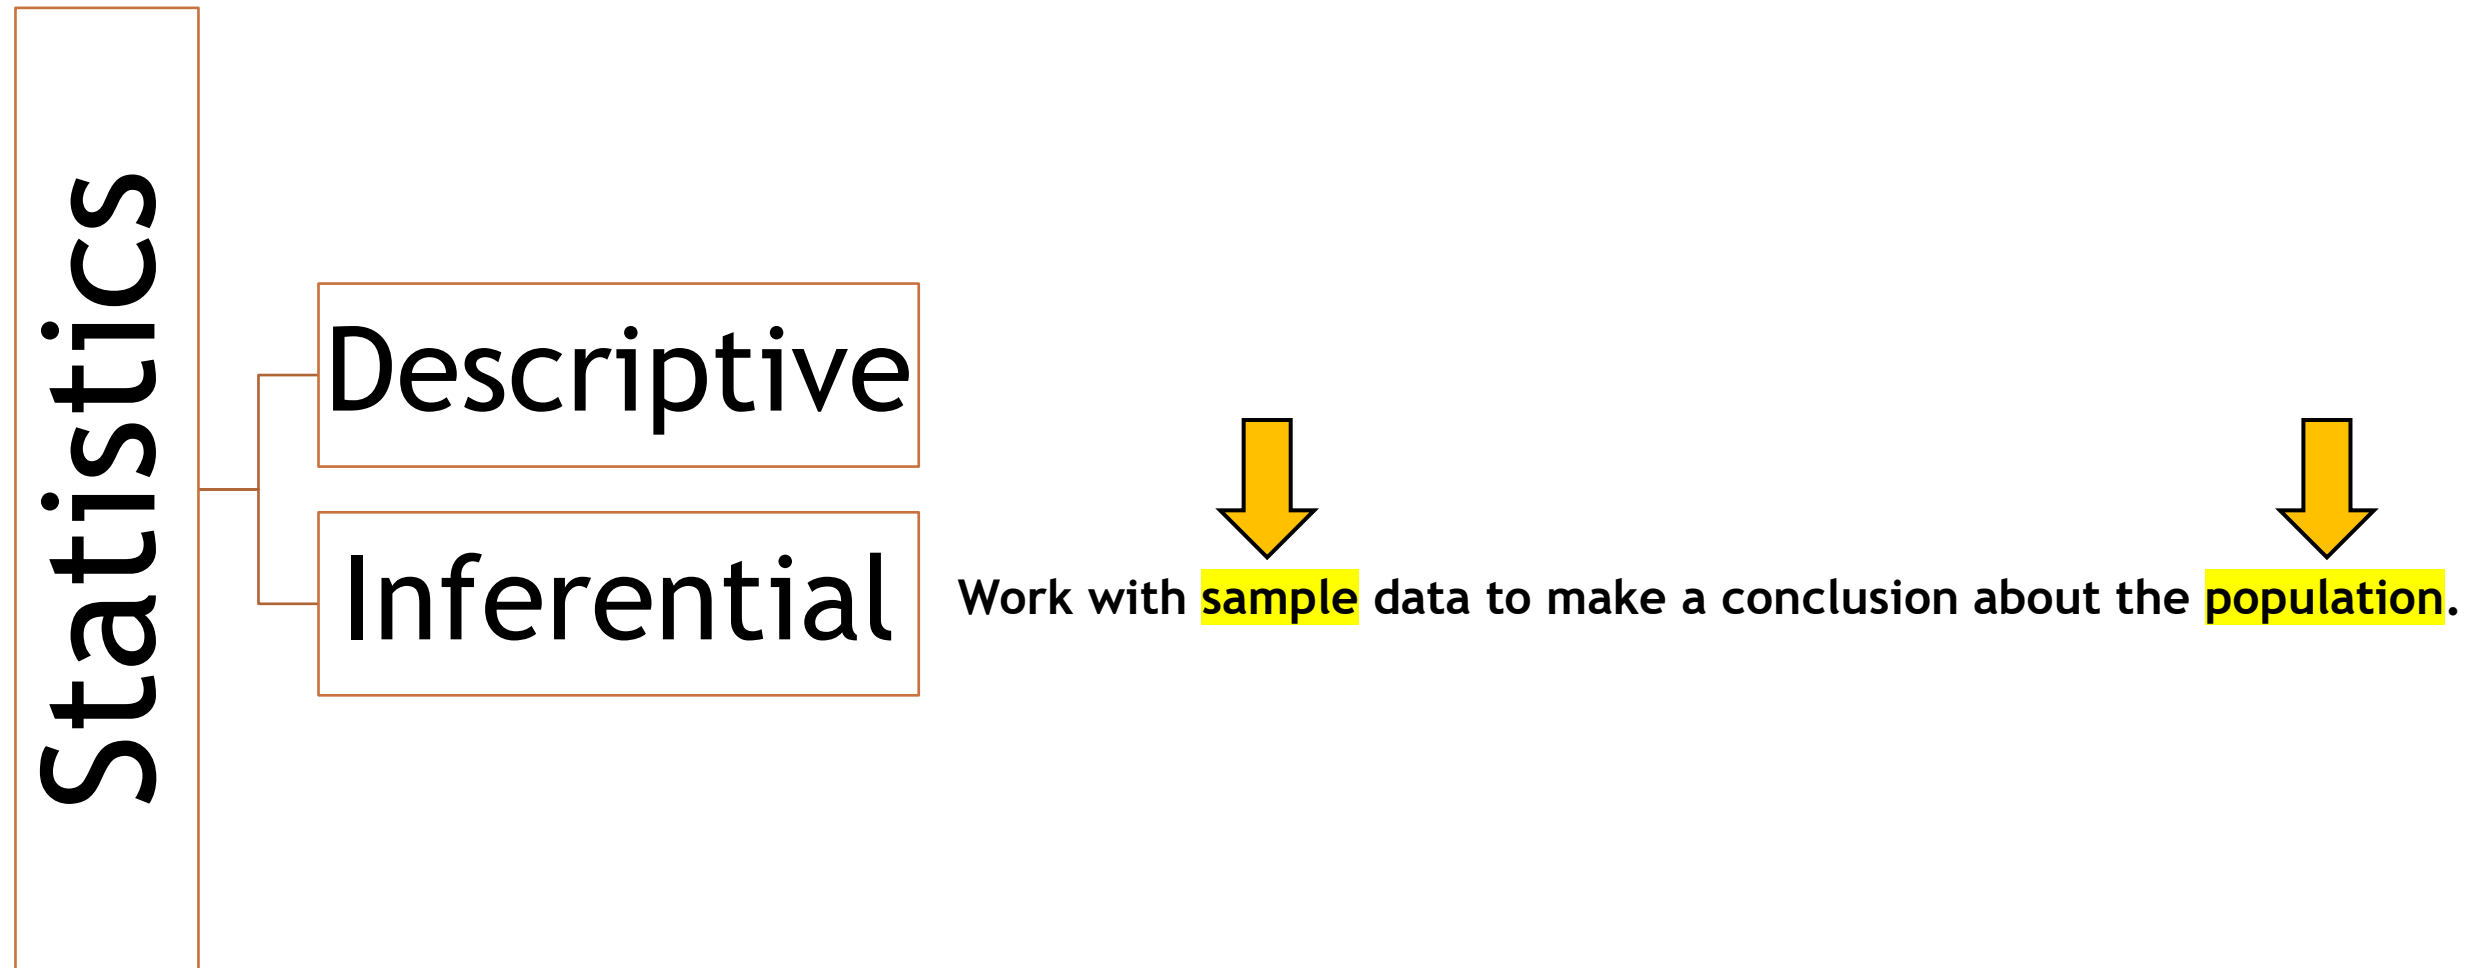 Statistics
Descriptive
Inferential
Work with sample data to make a conclusion about the population.